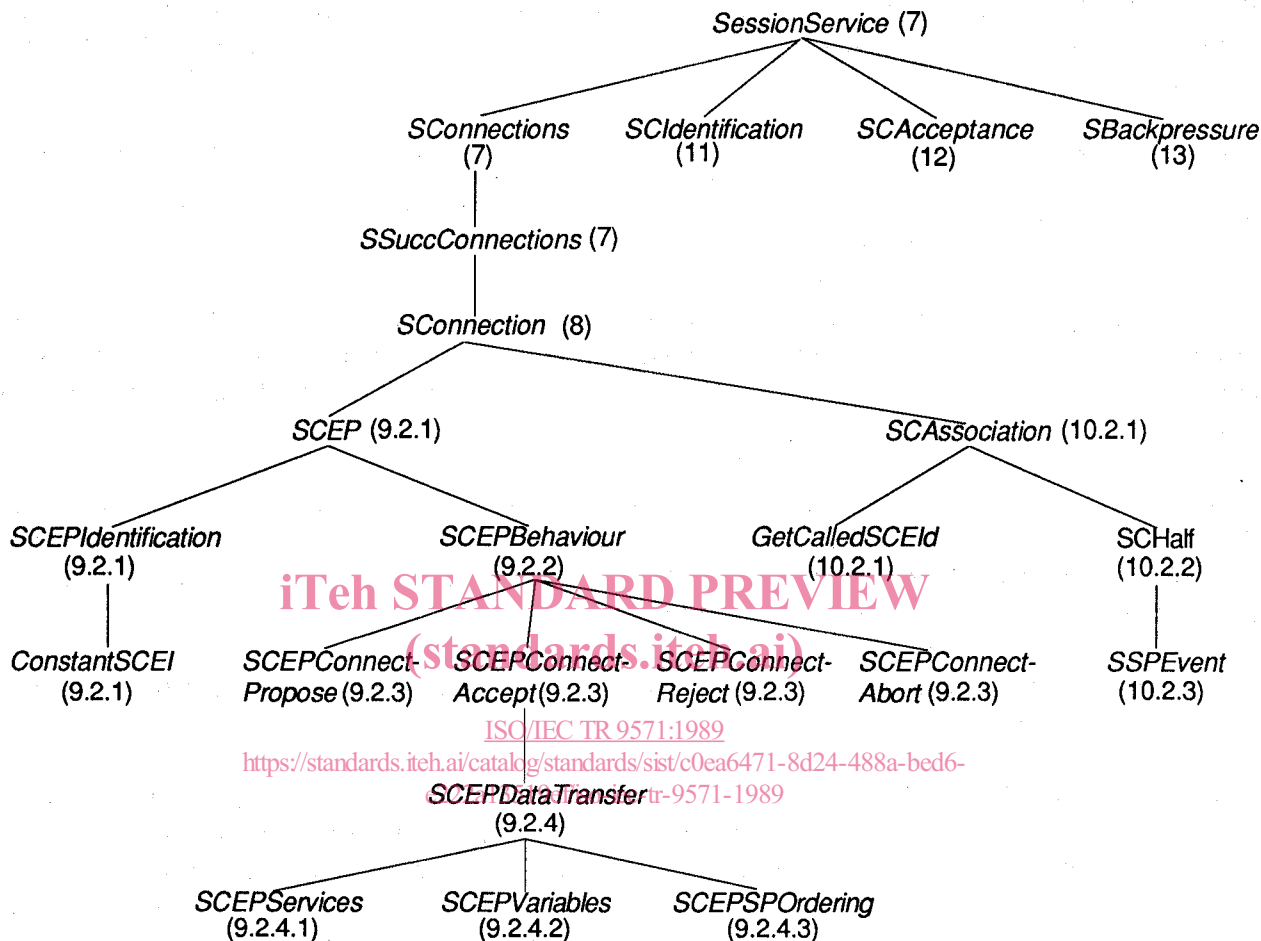 SessionService (7)
SConnections SCIdentification SCAcceptance SBackpressure
(7) (11) (12) (13)
SSuccConnections (7)
SConnection (8)
SCEP (9.2.1) SCAssociation (10.2.1)
SCEPIdentification SCEPBehaviour GetCalledSCEId SCHalf
(9.2.1) (9.2.2) (10.2.1) (10.2.2)
iTeh STANDARD PREVIEW
(standards.iteh.ai)
ConstantSCEI SCEPConnect- SCEPConnect- SCEPConnect- SCEPConnect- SSPEvent
(9.2.1) Propose (9.2.3) Accept (9.2.3) Reject (9.2.3) Abort (9.2.3) (10.2.3)
ISO/IEC TR 9571:1989
https://standards.iteh.ai/catalog/standards/sist/c0ea6471-8d24-488a-bed6-
SCEPDataTransfer tr-9571-1989
(9.2.4)
SCEPServices SCEPVariables SCEPSPOrdering
(9.2.4.1) (9.2.4.2) (9.2.4.3)